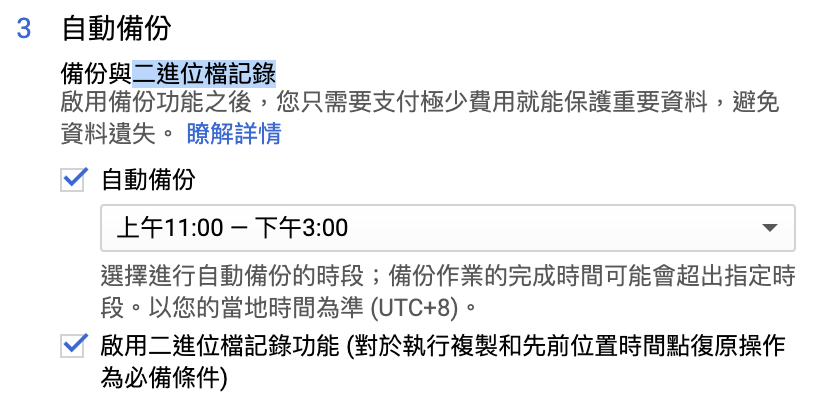 3 自動備份
備份與二進位檔記錄
啟用備份功能之後，您只需要支付極少費用就能保護重要資料，避免
資料遺失。 瞭解詳情
自動備份
上午11:00 — 下午3:00
選擇進行自動備份的時段；備份作業的完成時間可能會超出指定時
段。以您的當地時間為準 (UTC+8)。
啟用二進位檔記錄功能 (對於執行複製和先前位置時間點復原操作
為必備條件)